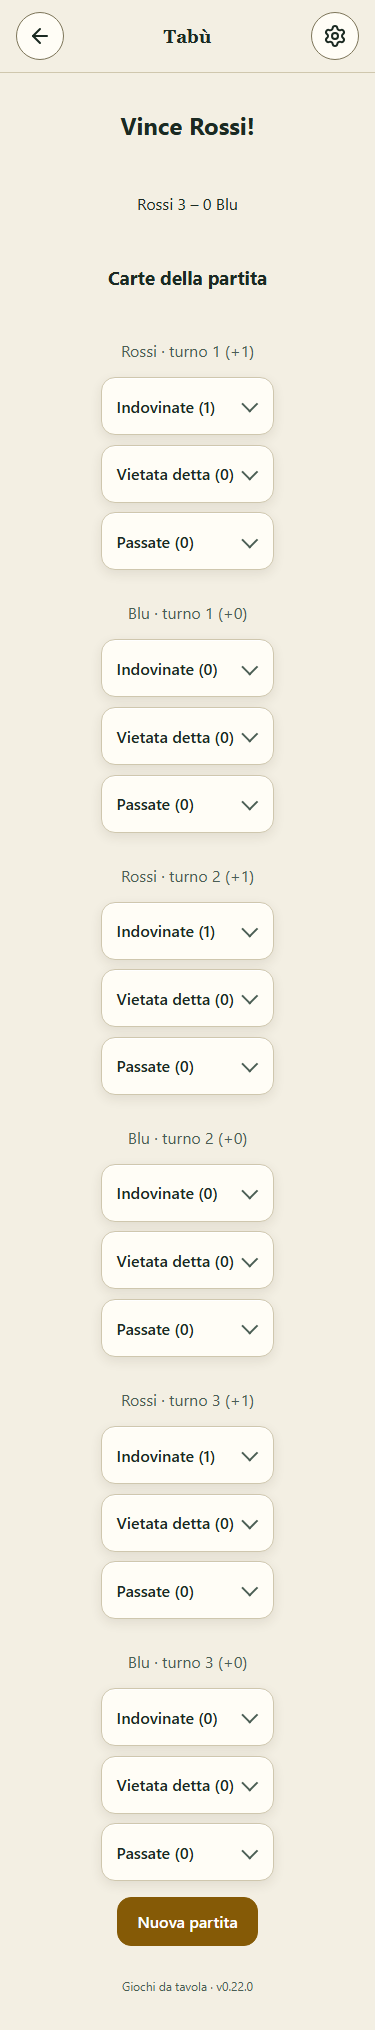 Tabù
Vince Rossi!
Rossi 3 – 0 Blu
Carte della partita
Rossi · turno 1 (+1)
Indovinate (1)
Vietata detta (0)
Passate (0)
Blu · turno 1 (+0)
Indovinate (0)
Vietata detta (0)
Passate (0)
Rossi · turno 2 (+1)
Indovinate (1)
Vietata detta (0)
Passate (0)
Blu · turno 2 (+0)
Indovinate (0)
Vietata detta (0)
Passate (0)
Rossi · turno 3 (+1)
Indovinate (1)
Vietata detta (0)
Passate (0)
Blu · turno 3 (+0)
Indovinate (0)
Vietata detta (0)
Passate (0)
Nuova partita
Giochi da tavola · v0.22.0